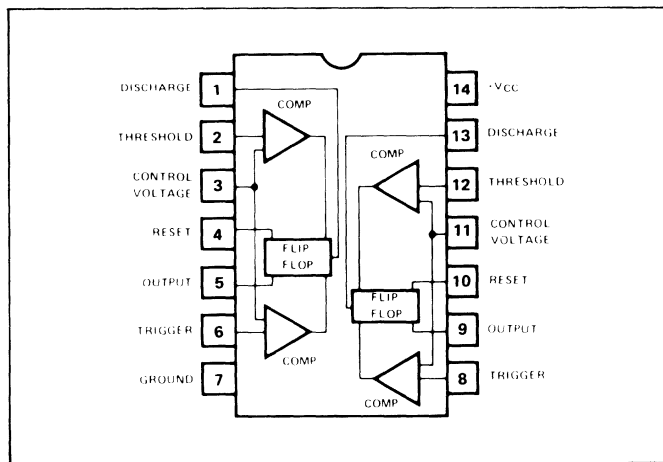 DISCHARGE 1
THRESHOLD 2
CONTROL
VOLTAGE 3
RESET 4
OUTPUT 5
TRIGGER 6
GROUND 7
COMP
FLIP
FLOP
COMP
14 +VCC
13 DISCHARGE
COMP
12 THRESHOLD
11 CONTROL
VOLTAGE
10 RESET
FLIP
FLOP
9 OUTPUT
8 TRIGGER
COMP